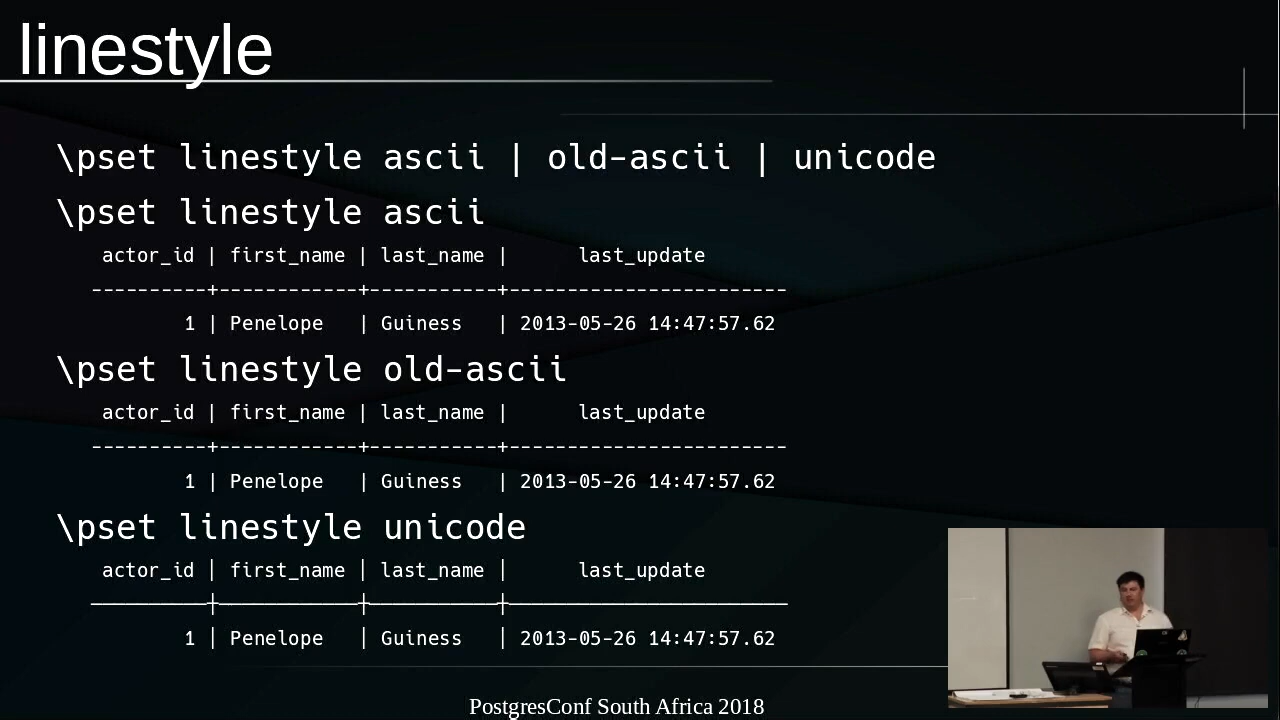 linestyle
\pset linestyle ascii | old-ascii | unicode
\pset linestyle ascii
actor_id | first_name | last_name |      last_update
----------+------------+-----------+------------------------
1 | Penelope   | Guiness   | 2013-05-26 14:47:57.62
\pset linestyle old-ascii
actor_id | first_name | last_name |      last_update
----------+------------+-----------+------------------------
1 | Penelope   | Guiness   | 2013-05-26 14:47:57.62
\pset linestyle unicode
actor_id │ first_name │ last_name │      last_update
──────────┼────────────┼───────────┼────────────────────────
1 │ Penelope   │ Guiness   │ 2013-05-26 14:47:57.62
PostgresConf South Africa 2018